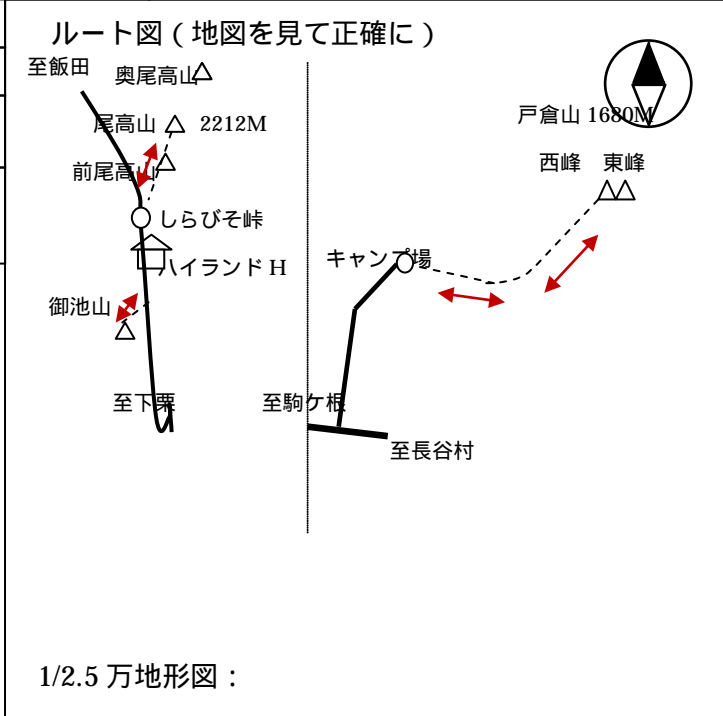 ルート図(地図を見て正確に)
至飯田
奥尾高山
尾高山 2212M
前尾高山
しらびそ峠
ハイランドH
御池山
至下栗
戸倉山 1680M
西峰 東峰
キャンプ場
至駒ケ根
至長谷村
1/2.5万地形図: